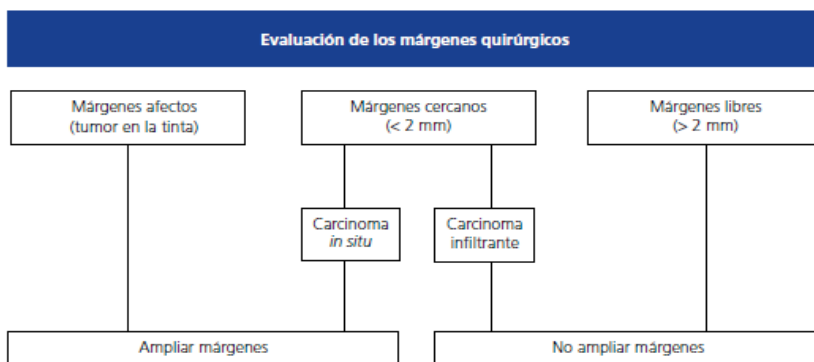 Evaluación de los márgenes quirúrgicos
Márgenes afectos
(tumor en la tinta)
Márgenes cercanos
(< 2 mm)
Márgenes libres
(> 2 mm)
Carcinoma
in situ
Carcinoma
infiltrante
Ampliar márgenes
No ampliar márgenes